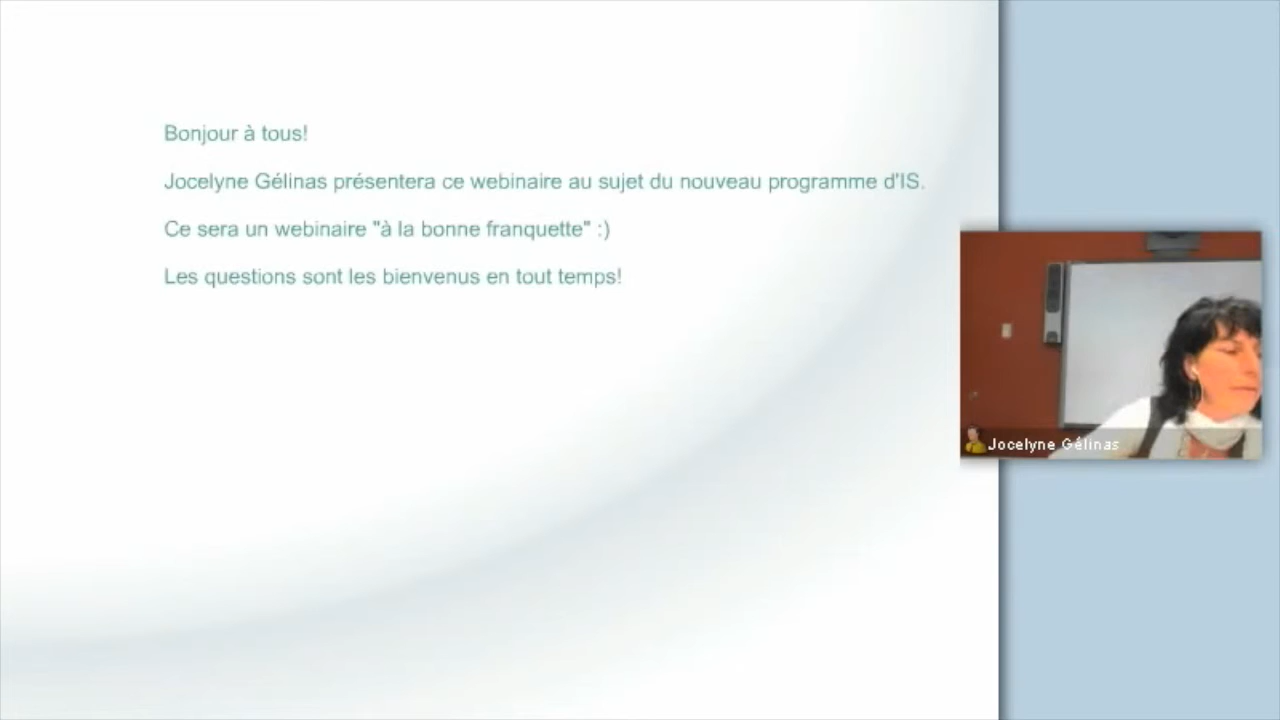 Bonjour à tous!
Jocelyne Gélinas présentera ce webinaire au sujet du nouveau programme d'IS.
Ce sera un webinaire "à la bonne franquette" :)
Les questions sont les bienvenus en tout temps!
Jocelyne Gélinas